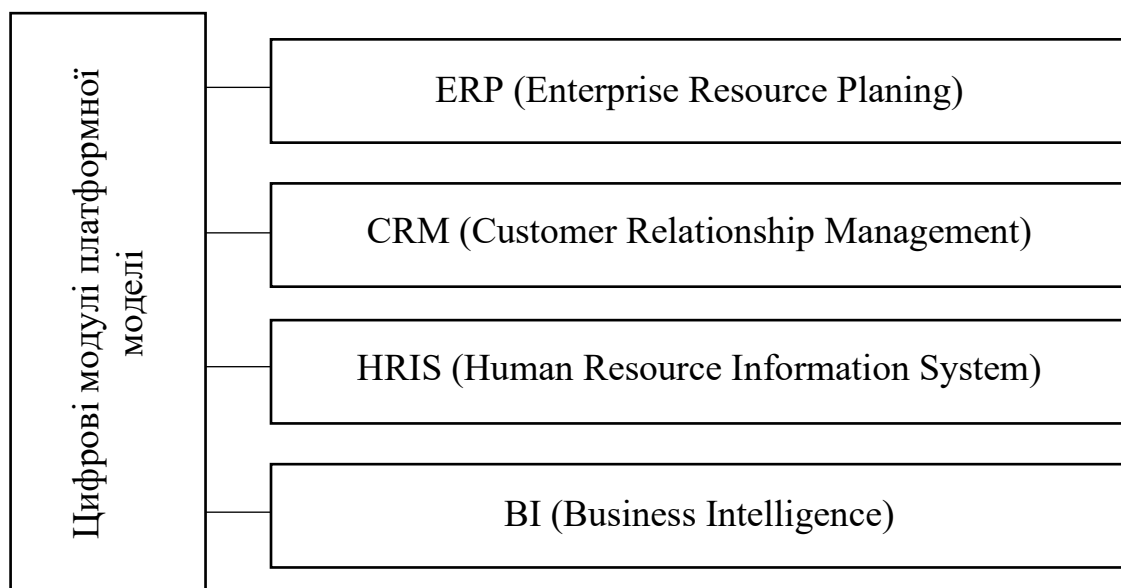 Цифрові модулі платформної
моделі
ERP (Enterprise Resource Planing)
CRM (Customer Relationship Management)
HRIS (Human Resource Information System)
BI (Business Intelligence)